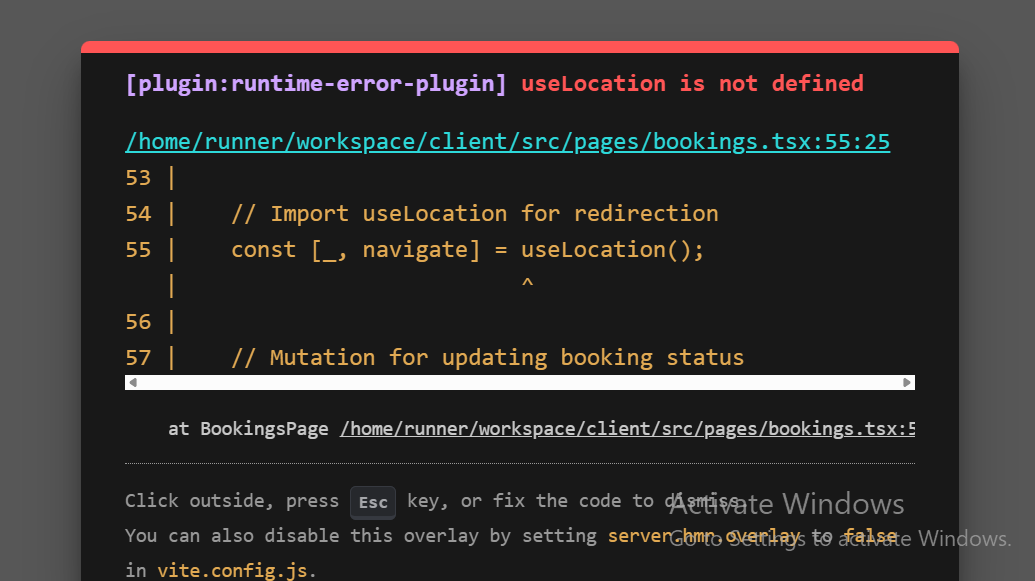 [plugin:runtime-error-plugin] useLocation is not defined
/home/runner/workspace/client/src/pages/bookings.tsx:55:25
53 |
54 |    // Import useLocation for redirection
55 |    const [_, navigate] = useLocation();
   |                          ^
56 |
57 |    // Mutation for updating booking status
at BookingsPage /home/runner/workspace/client/src/pages/bookings.tsx:5
Click outside, press Esc key, or fix the code to dismiss.
Activate Windows
You can also disable this overlay by setting server.hmr.overlay to false
Go to Settings to activate Windows.
in vite.config.js.